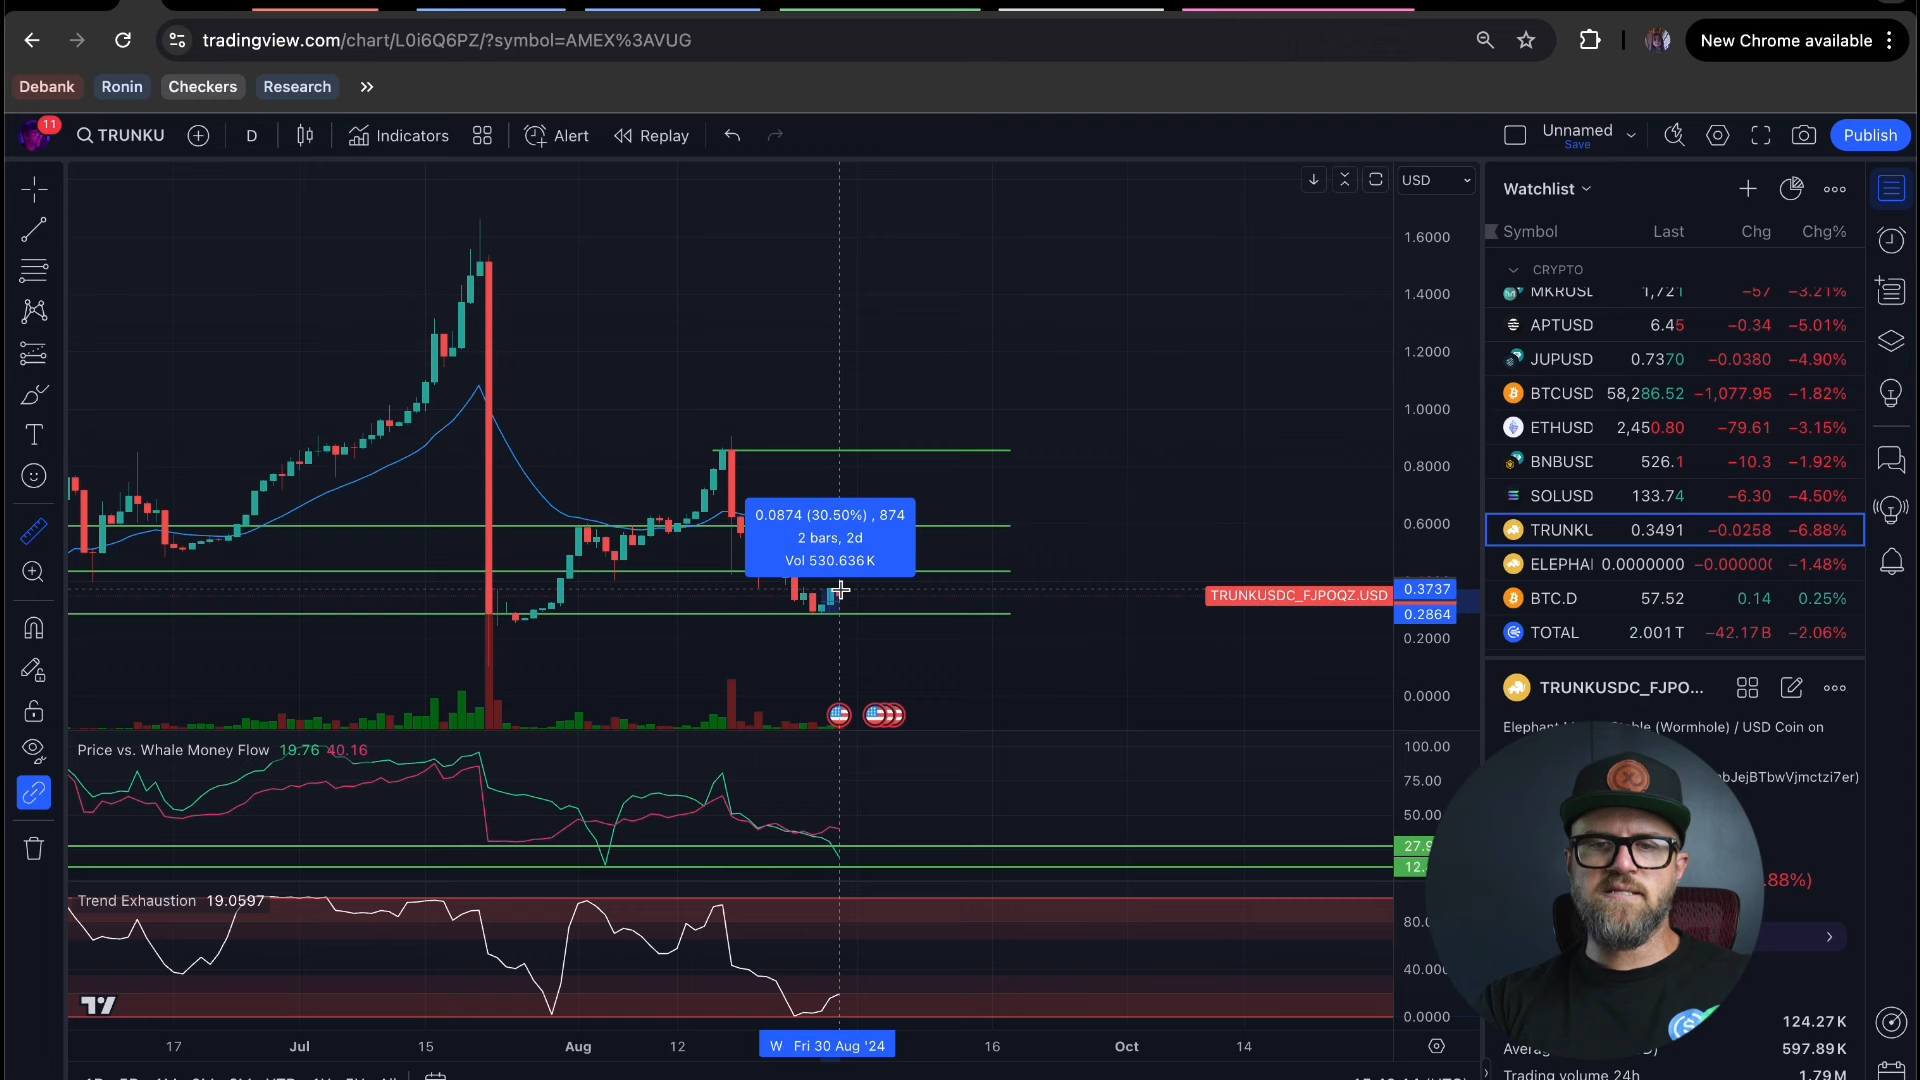 tradingview.com/chart/L0i6Q6PZ/?symbol=AMEX%3AVUG
New Chrome available
Debank Ronin Checkers Research
11 TRUNKU D Indicators Alert Replay Unnamed Save Publish
USD
1.6000
1.4000
1.2000
1.0000
0.8000
0.6000
0.2000
0.0000
0.0874 (30.50%) , 874
2 bars, 2d
Vol 530.636K
TRUNKUSDC_FJPOQZ.USD
0.3737
0.2864
Price vs. Whale Money Flow 19.76 40.16
100.00
75.00
50.00
27.9
12.
Trend Exhaustion 19.0597
80.
40.00
0.0000
17 Jul 15 Aug 12 W Fri 30 Aug '24 16 Oct 14
Watchlist
Symbol Last Chg Chg%
CRYPTO
MKRUSD 1,721 −57 −3.21%
APTUSD 6.45 −0.34 −5.01%
JUPUSD 0.7370 −0.0380 −4.90%
BTCUSD 58,286.52 −1,077.95 −1.82%
ETHUSD 2,450.80 −79.61 −3.15%
BNBUSD 526.1 −10.3 −1.92%
SOLUSD 133.74 −6.30 −4.50%
TRUNKU 0.3491 −0.0258 −6.88%
ELEPHA 0.0000000 −0.000000 −1.48%
BTC.D 57.52 0.14 0.25%
TOTAL 2.001T −42.17B −2.06%
TRUNKUSDC_FJPO...
(Wormhole) / USD Coin on
bJejBTbwVjmctzi7er)
.88%)
124.27K
597.89K
Trading volume 24h 1.79M